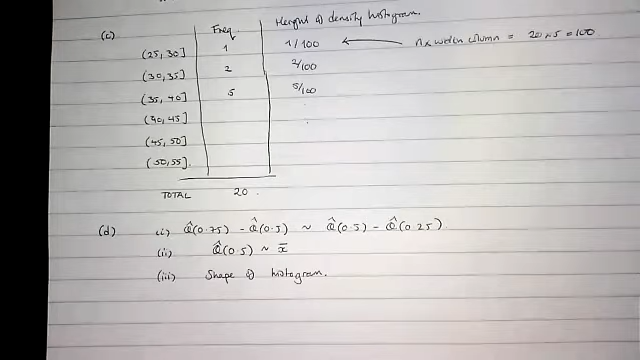 (c) Freq Height of density histogram.
(25, 30] 1 1/100 ← n x width column = 20 x 5 = 100
(30, 35] 2 2/100
(35, 40] 5 5/100
(40, 45]
(45, 50]
(50, 55].
TOTAL 20.
(d) (i) Q̂(0.75) - Q̂(0.5) ~ Q̂(0.5) - Q̂(0.25)
(ii) Q̂(0.5) ~ x̄
(iii) Shape of histogram.